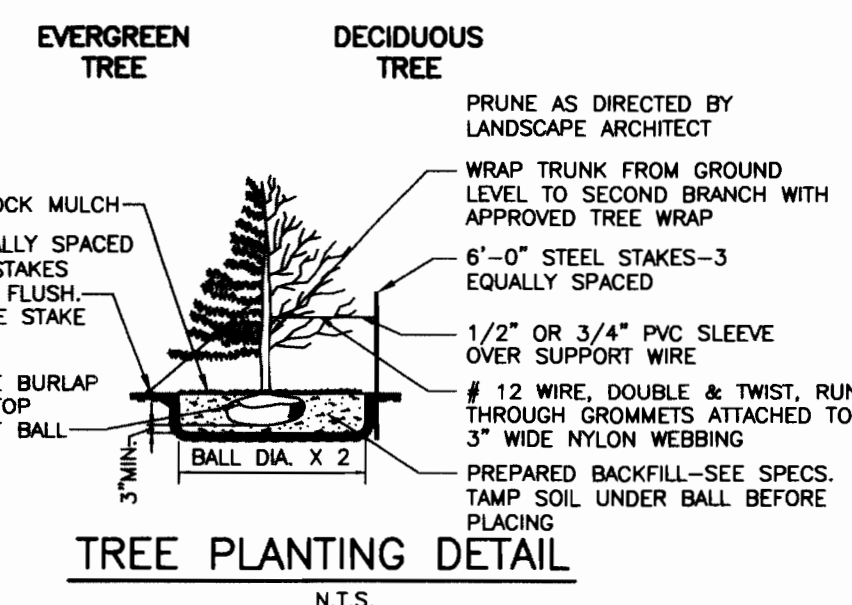 EVERGREEN
TREE
DECIDUOUS
TREE
PRUNE AS DIRECTED BY
LANDSCAPE ARCHITECT
WRAP TRUNK FROM GROUND
LEVEL TO SECOND BRANCH WITH
APPROVED TREE WRAP
6'-0" STEEL STAKES-3
EQUALLY SPACED
1/2" OR 3/4" PVC SLEEVE
OVER SUPPORT WIRE
# 12 WIRE, DOUBLE & TWIST, RUN
THROUGH GROMMETS ATTACHED TO
3" WIDE NYLON WEBBING
PREPARED BACKFILL-SEE SPECS.
TAMP SOIL UNDER BALL BEFORE
PLACING
MULCH
SPACED
STAKES
FLUSH.
STAKE
BURLAP
BALL
3"MIN.
BALL DIA. X 2
TREE PLANTING DETAIL
N.T.S.